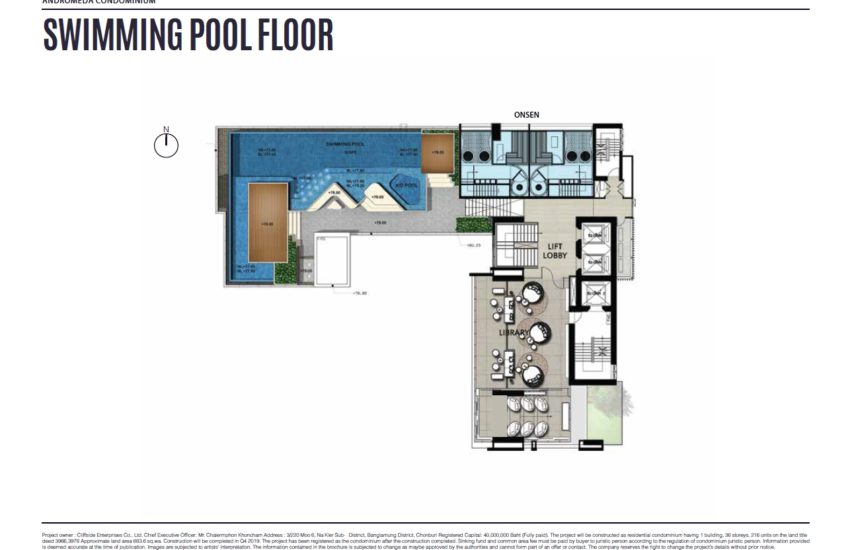 ANDROMEDA CONDOMINIUM
SWIMMING POOL FLOOR
ONSEN
N
SWIMMING POOL
KID POOL
+78.00
LIFT
LOBBY
LIBRARY
Project owner : Cliffside Enterprises Co., Ltd. Chief Executive Officer: Mr. Chalermphon Khoncham Address : 3/220 Moo 6, Na Kler Sub- District, Banglamung District, Chonburi Registered Capital: 40,000,000 Baht (Fully paid). The project will be constructed as residential condominium having 1 building, 36 storeys, 216 units on the land title
deed 3966,3976 Approximate land area 683.6 sq.wa. Construction will be completed in Q4 2019. The project has been registered as the condominium after the construction completed. Sinking fund and common area fee must be paid by buyer to juristic person according to the regulation of condominium juristic person. Information provided
is deemed accurate at the time of publication. Images are subjected to artists' interpretation. The information contained in the brochure is subjected to change as maybe approved by the authorities and cannot form part of an offer or contact. The company reserves the right to change the project's details without prior notice.